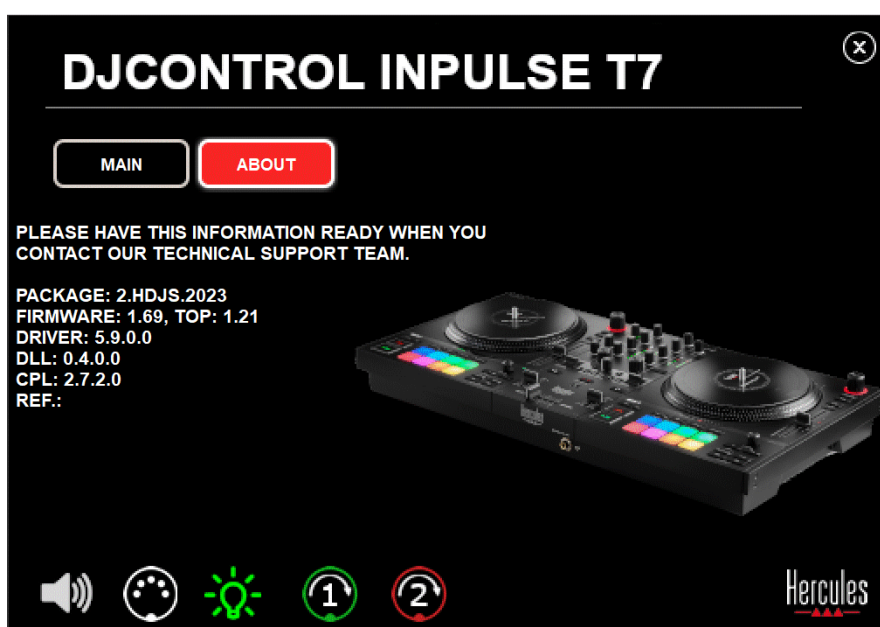 DJCONTROL INPULSE T7
MAIN
ABOUT
PLEASE HAVE THIS INFORMATION READY WHEN YOU
CONTACT OUR TECHNICAL SUPPORT TEAM.
PACKAGE: 2.HDJS.2023
FIRMWARE: 1.69, TOP: 1.21
DRIVER: 5.9.0.0
DLL: 0.4.0.0
CPL: 2.7.2.0
REF.:
1
2
Hercules